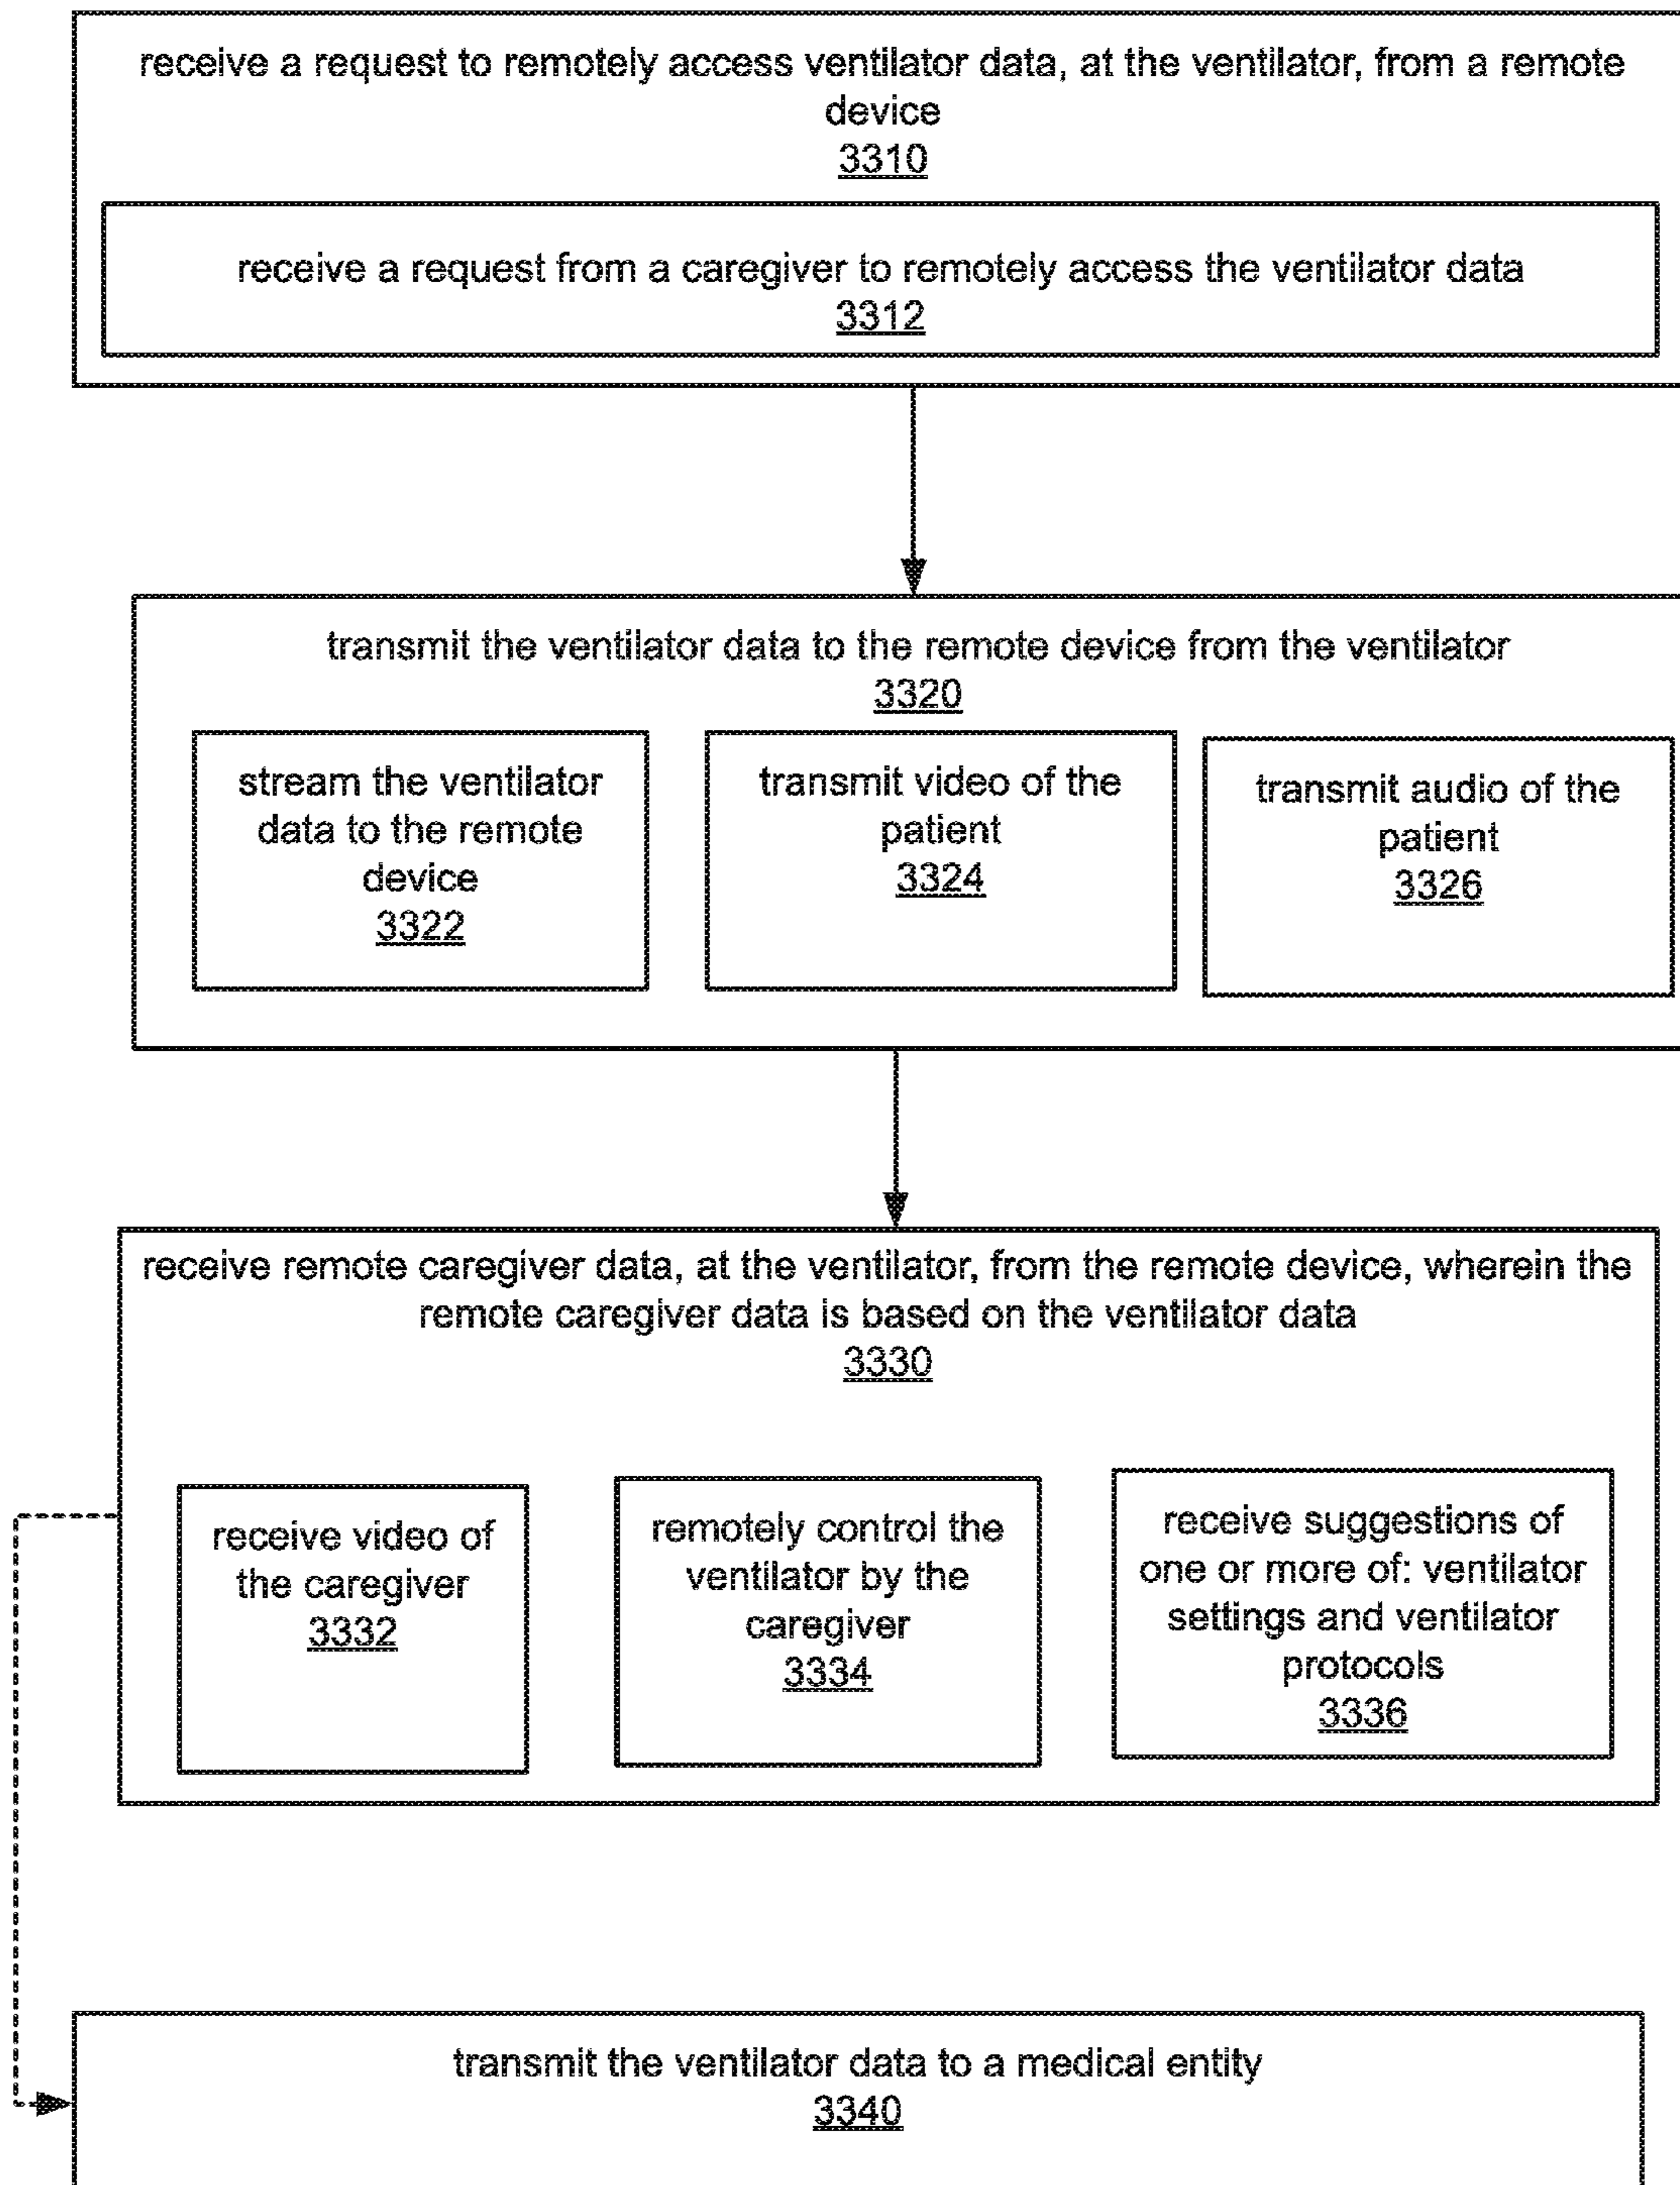 receive a request to remotely access ventilator data, at the ventilator, from a remote
device
3310
receive a request from a caregiver to remotely access the ventilator data
3312
transmit the ventilator data to the remote device from the ventilator
3320
stream the ventilator
data to the remote
device
3322
transmit video of the
patient
3324
transmit audio of the
patient
3326
receive remote caregiver data, at the ventilator, from the remote device, wherein the
remote caregiver data is based on the ventilator data
3330
receive video of
the caregiver
3332
remotely control the
ventilator by the
caregiver
3334
receive suggestions of
one or more of: ventilator
settings and ventilator
protocols
3336
transmit the ventilator data to a medical entity
3340